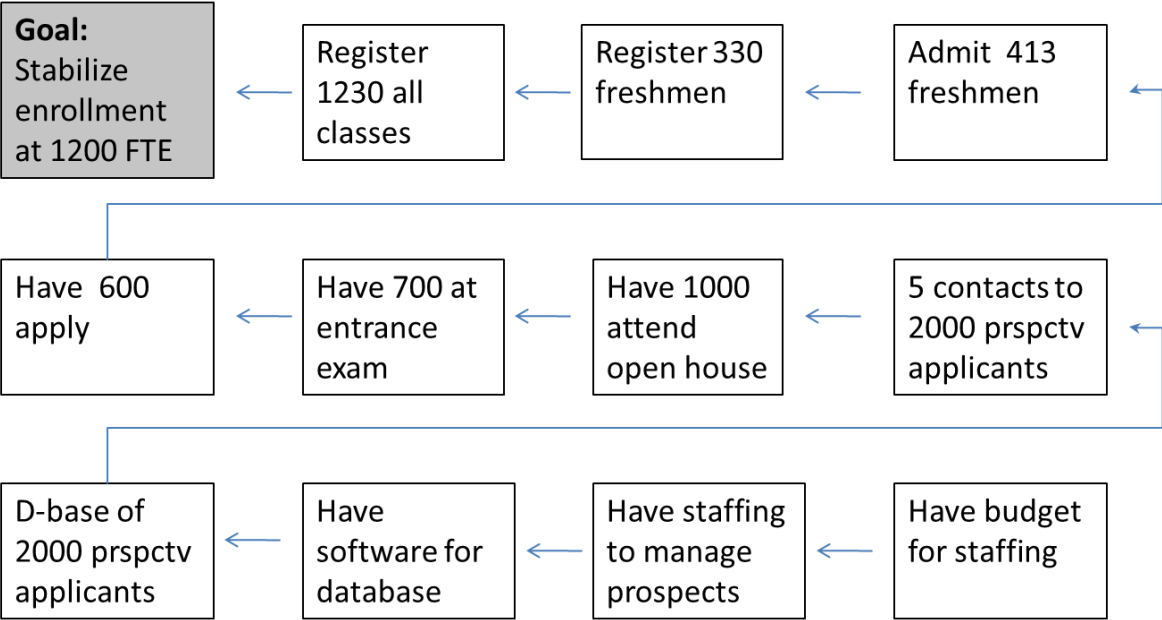 Goal:
Stabilize
enrollment
at 1200 FTE
Register
1230 all
classes
Register 330
freshmen
Admit 413
freshmen
Have 600
apply
Have 700 at
entrance
exam
Have 1000
attend
open house
5 contacts to
2000 prspctv
applicants
D-base of
2000 prspctv
applicants
Have
software for
database
Have staffing
to manage
prospects
Have budget
for staffing